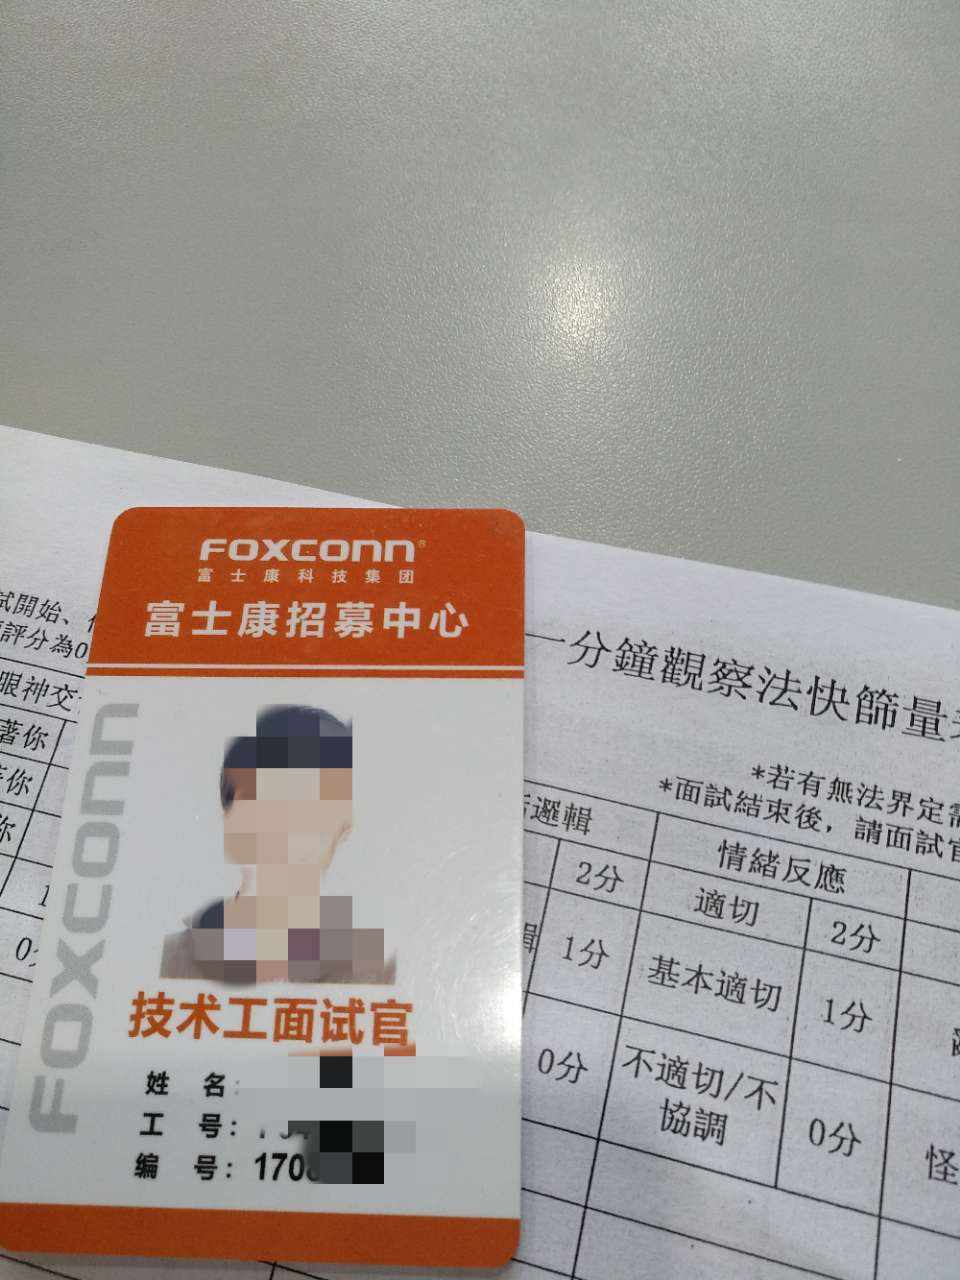 FOXCONN®
富士康科技集团
富士康招募中心
FOXCONN
技术工面试官
姓 名:
工 号:
编 号: 170
試開始、
評分為0
眼神交
著你
你
你
0
一分鐘觀察法快篩量
*若有無法界定需
*面試結束後，請面試官
邏輯
情緒反應
2分
適切
2分
1分
基本適切
1分
0分
不適切/不
協調
0分
怪